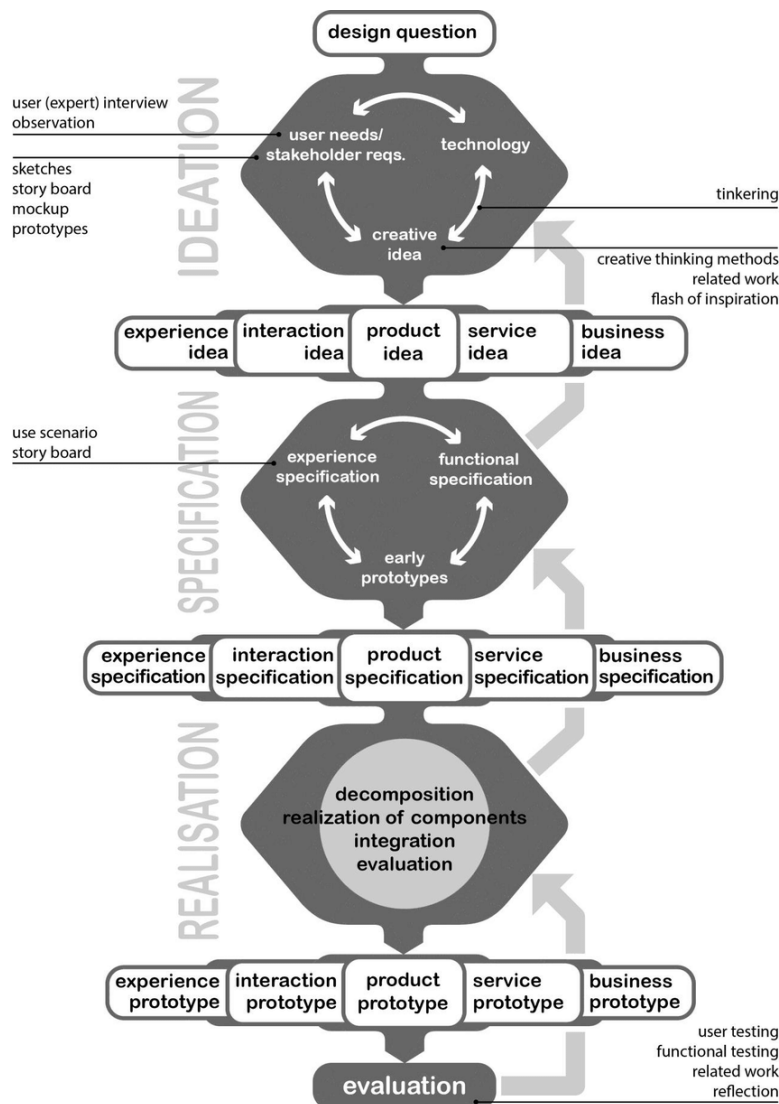 design question
IDEATION
user (expert) interview
observation
user needs/
stakeholder reqs.
technology
sketches
story board
mockup
prototypes
tinkering
creative
idea
creative thinking methods
related work
flash of inspiration
experience
idea
interaction
idea
product
idea
service
idea
business
idea
SPECIFICATION
use scenario
story board
experience
specification
functional
specification
early
prototypes
experience
specification
interaction
specification
product
specification
service
specification
business
specification
REALISATION
decomposition
realization of components
integration
evaluation
experience
prototype
interaction
prototype
product
prototype
service
prototype
business
prototype
evaluation
user testing
functional testing
related work
reflection